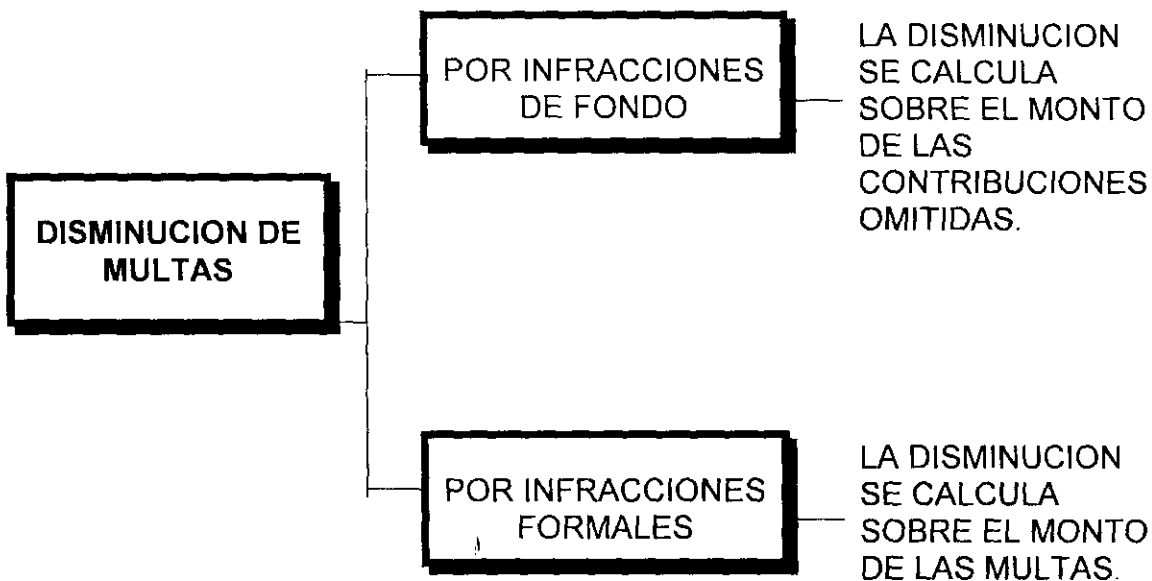 DISMINUCION DE
MULTAS
POR INFRACCIONES
DE FONDO
LA DISMINUCION
SE CALCULA
SOBRE EL MONTO
DE LAS
CONTRIBUCIONES
OMITIDAS.
POR INFRACCIONES
FORMALES
LA DISMINUCION
SE CALCULA
SOBRE EL MONTO
DE LAS MULTAS.